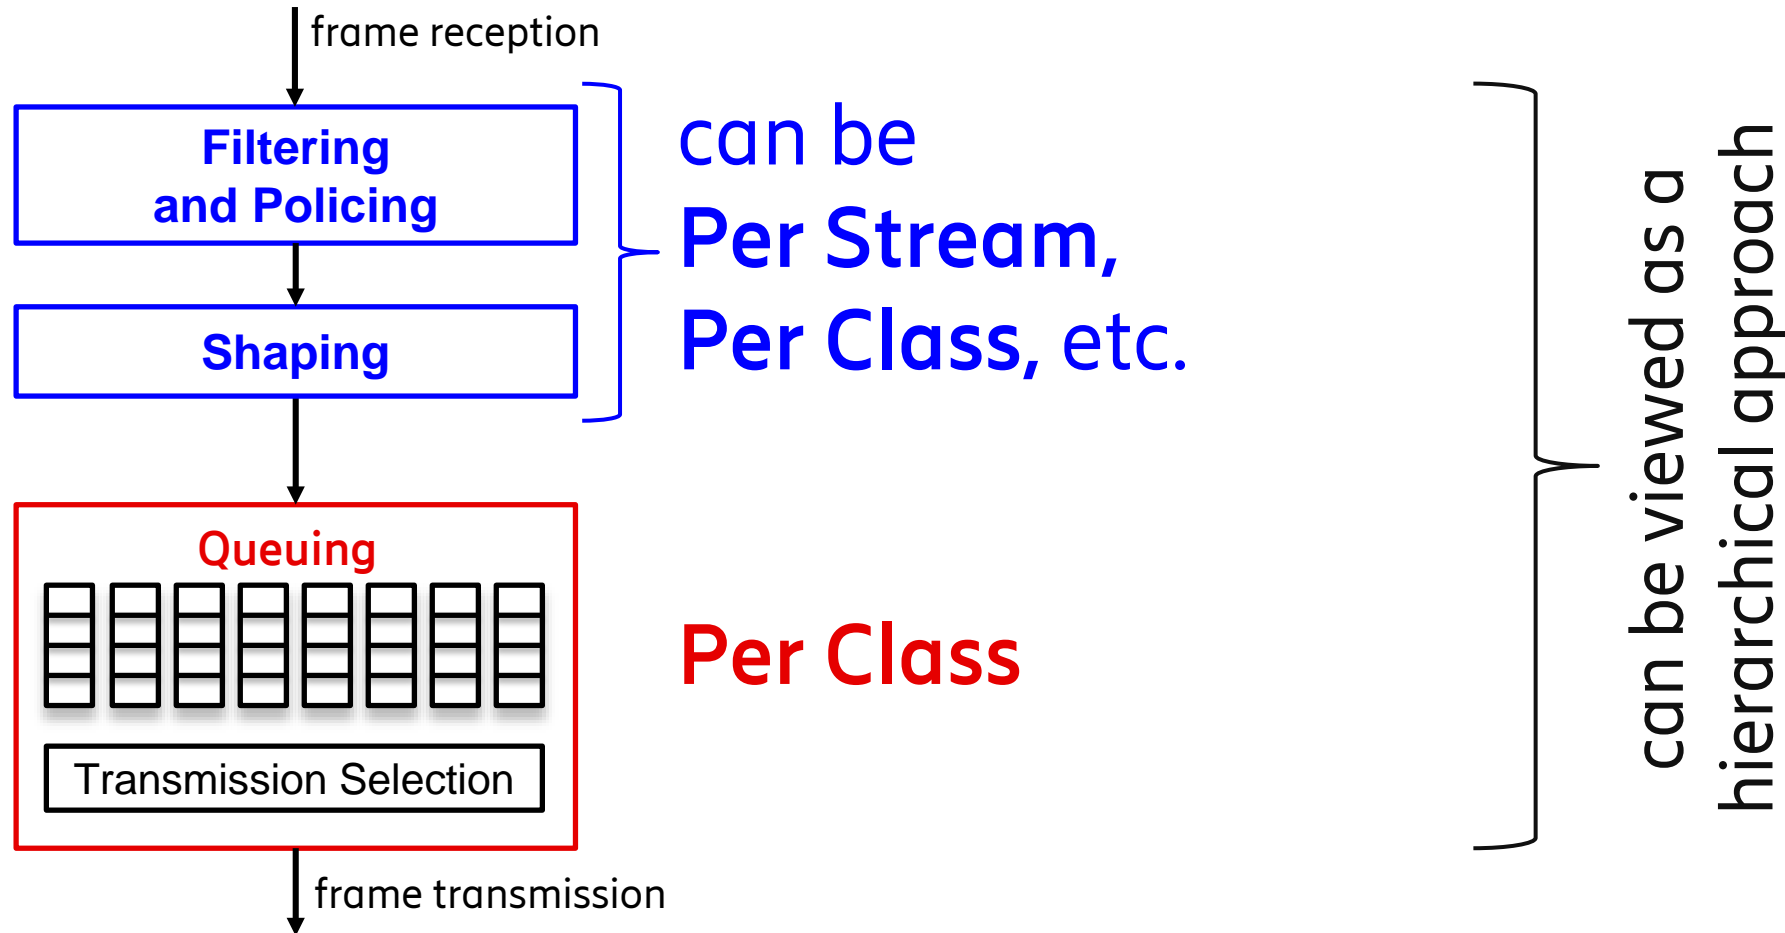 frame reception
Filtering
and Policing
can be
Per Stream,
Per Class, etc.
Shaping
Queuing
Per Class
Transmission Selection
frame transmission
can be viewed as a
hierarchical approach